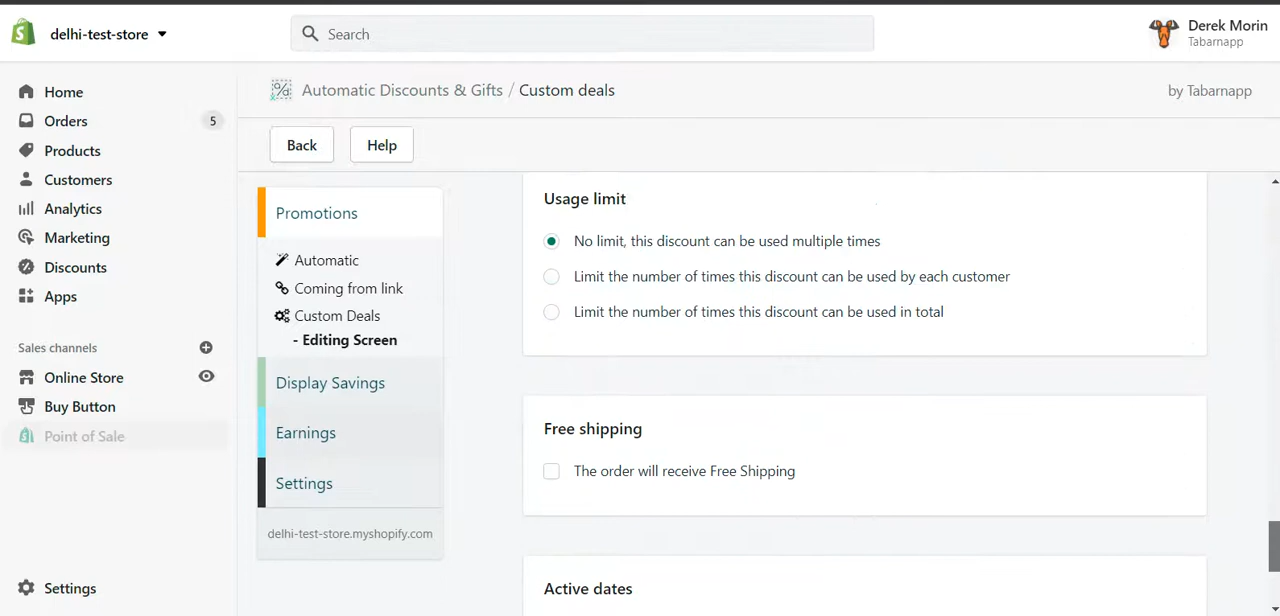 delhi-test-store
Search
Derek Morin
Tabarnapp
Home
Orders 5
Products
Customers
Analytics
Marketing
Discounts
Apps
Sales channels
Online Store
Buy Button
Point of Sale
Settings
Automatic Discounts & Gifts / Custom deals
by Tabarnapp
Back
Help
Promotions
Automatic
Coming from link
Custom Deals
- Editing Screen
Display Savings
Earnings
Settings
delhi-test-store.myshopify.com
Usage limit
No limit, this discount can be used multiple times
Limit the number of times this discount can be used by each customer
Limit the number of times this discount can be used in total
Free shipping
The order will receive Free Shipping
Active dates